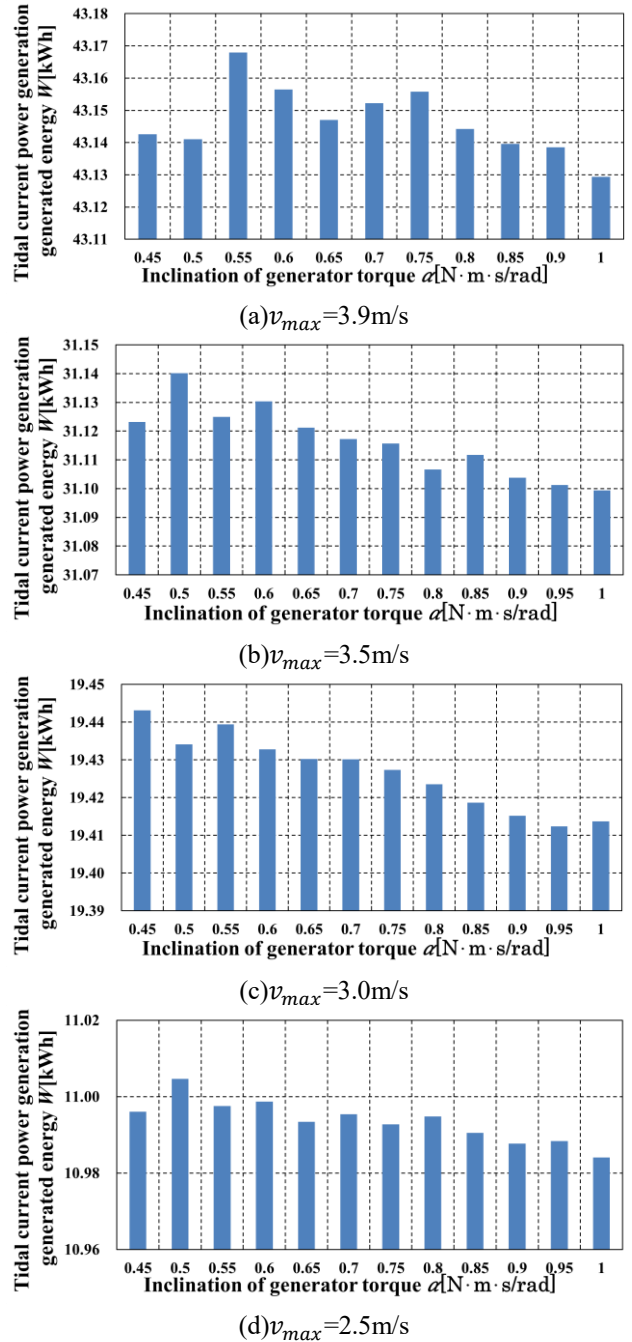 Tidal current power generation
generated energy W[kWh]
43.18
43.17
43.16
43.15
43.14
43.13
43.12
43.11
0.45 0.5 0.55 0.6 0.65 0.7 0.75 0.8 0.85 0.9 1
Inclination of generator torque α[N·m·s/rad]
(a)v_max=3.9m/s
Tidal current power generation
generated energy W[kWh]
31.15
31.14
31.13
31.12
31.11
31.10
31.09
31.08
31.07
0.45 0.5 0.55 0.6 0.65 0.7 0.75 0.8 0.85 0.9 0.95 1
Inclination of generator torque α[N·m·s/rad]
(b)v_max=3.5m/s
Tidal current power generation
generated energy W[kWh]
19.45
19.44
19.43
19.42
19.41
19.40
19.39
0.45 0.5 0.55 0.6 0.65 0.7 0.75 0.8 0.85 0.9 0.95 1
Inclination of generator torque α[N·m·s/rad]
(c)v_max=3.0m/s
Tidal current power generation
generated energy W[kWh]
11.02
11.00
10.98
10.96
0.45 0.5 0.55 0.6 0.65 0.7 0.75 0.8 0.85 0.9 0.95 1
Inclination of generator torque α[N·m·s/rad]
(d)v_max=2.5m/s